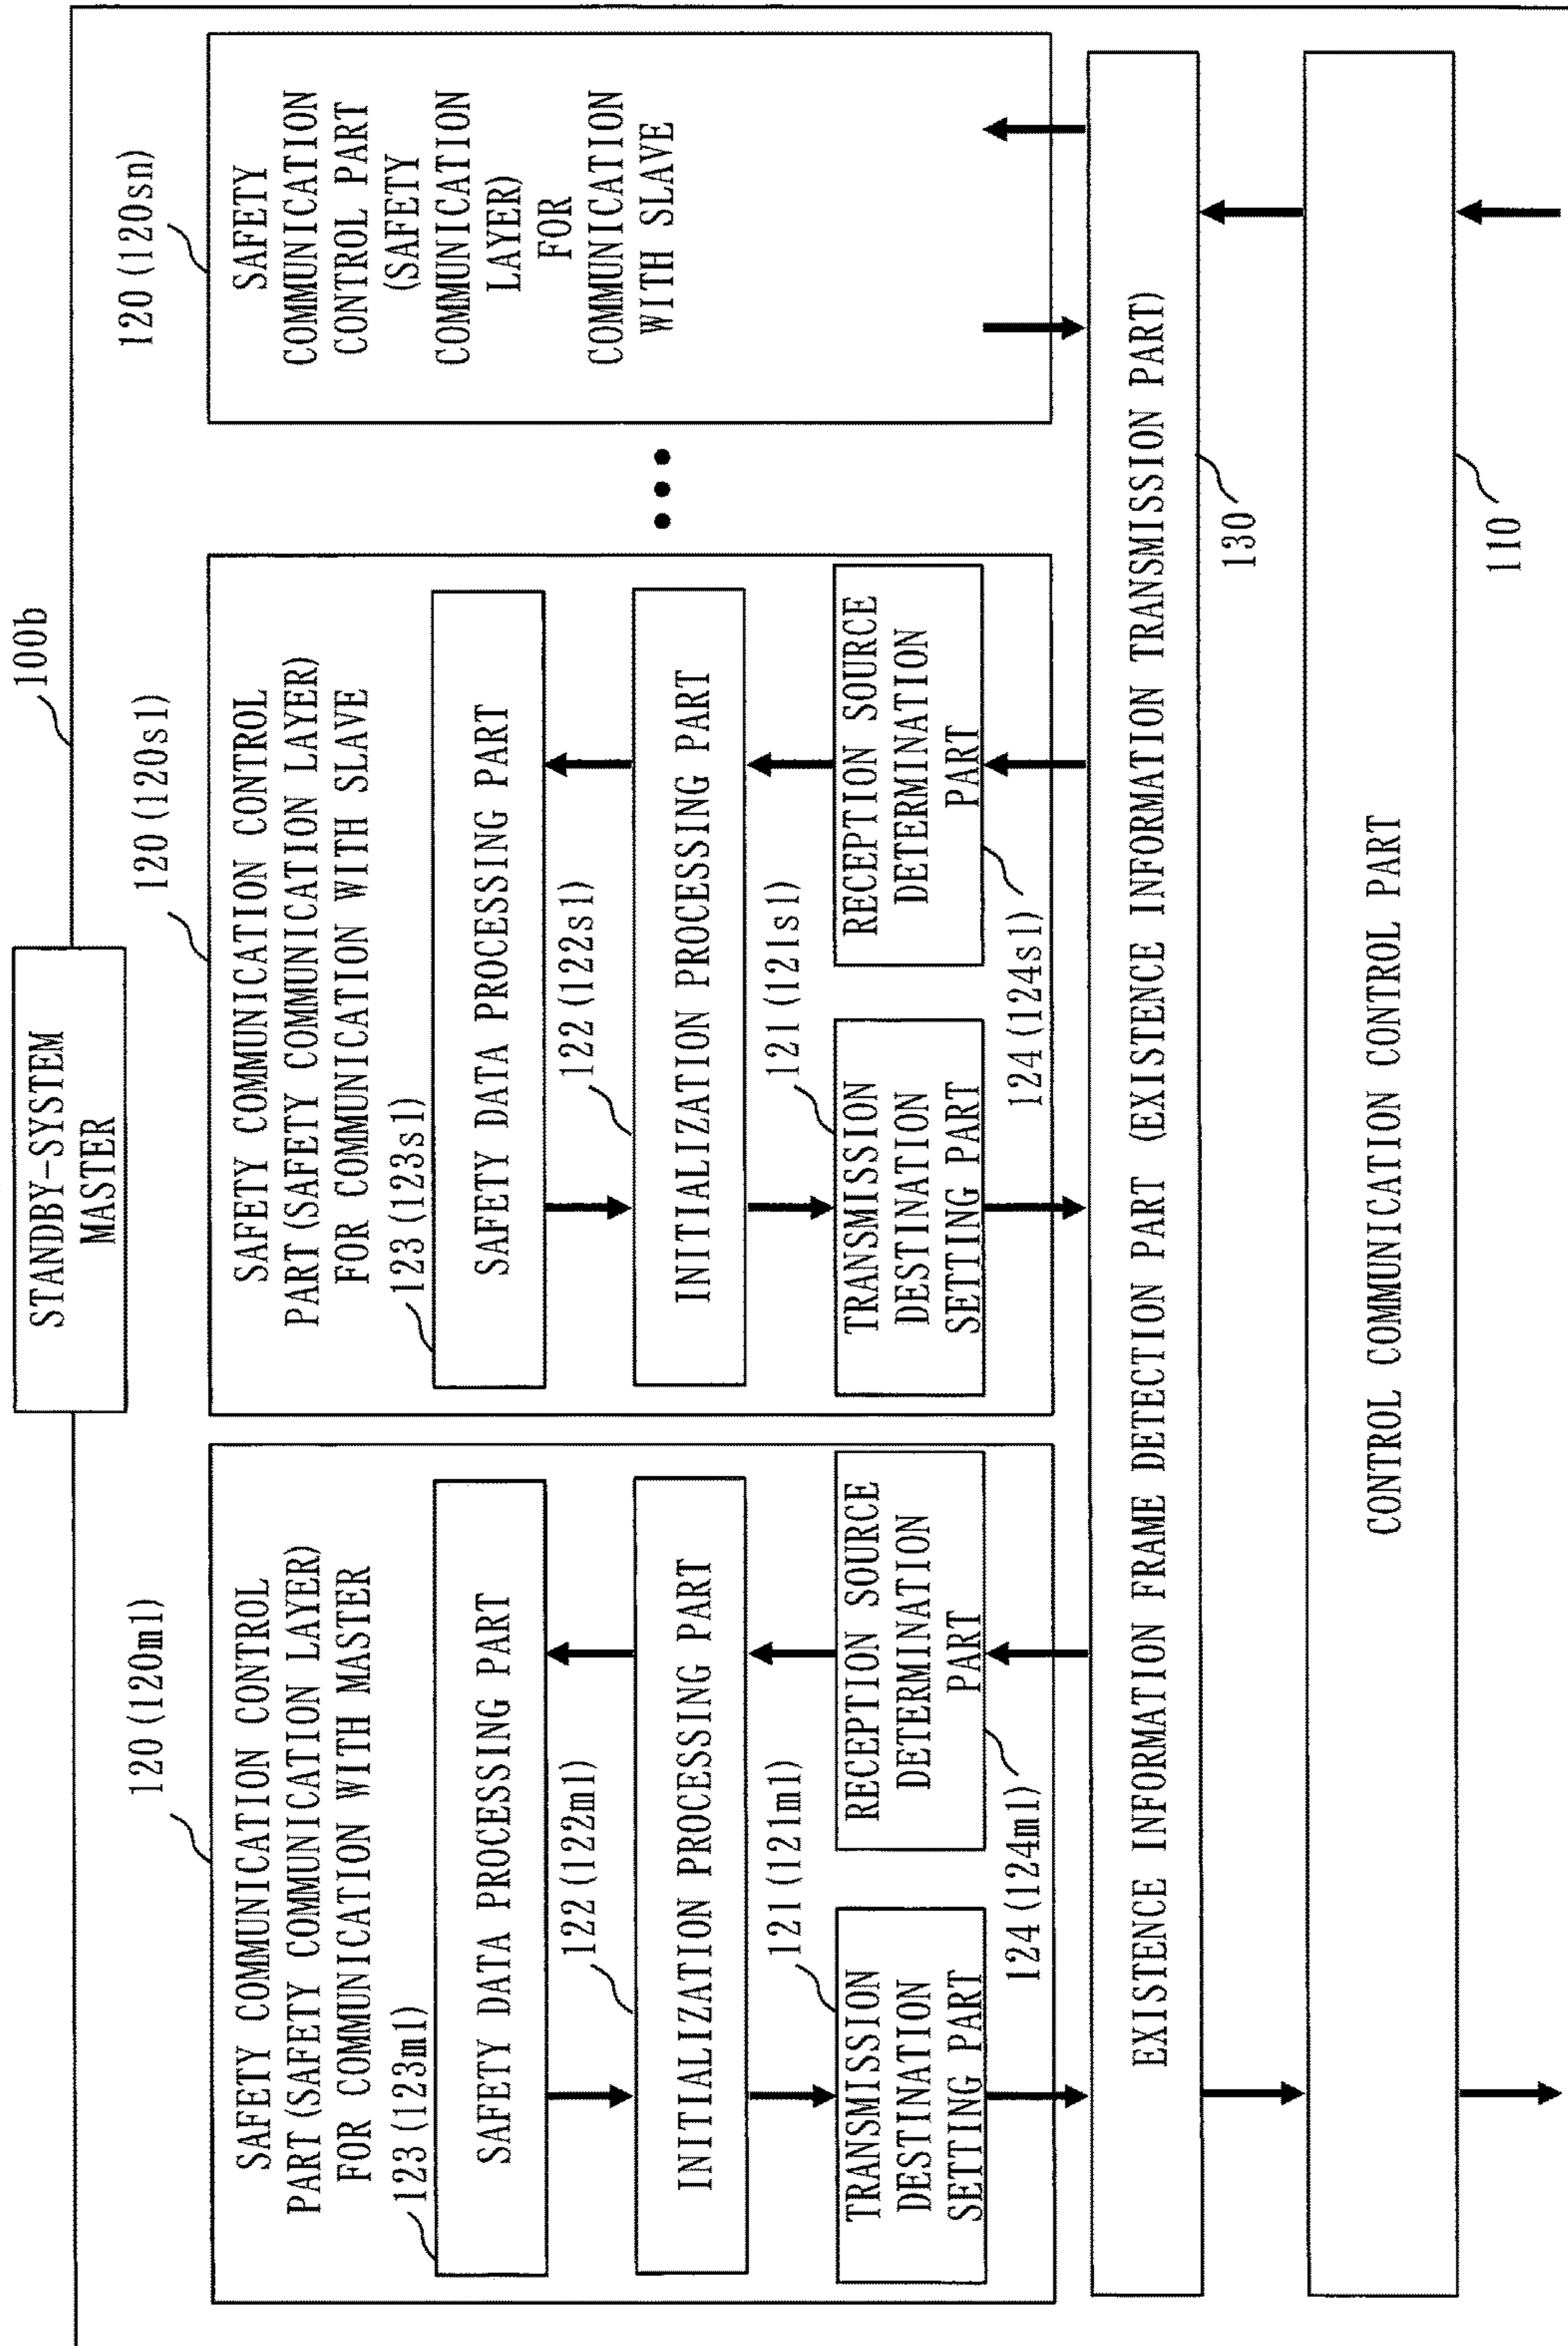 STANDBY-SYSTEM
MASTER
100b
120(120m1)
SAFETY COMMUNICATION CONTROL
PART(SAFETY COMMUNICATION LAYER)
FOR COMMUNICATION WITH MASTER
123(123m1)
SAFETY DATA PROCESSING PART
122(122m1)
INITIALIZATION PROCESSING PART
121(121m1)
TRANSMISSION
DESTINATION
SETTING PART
RECEPTION SOURCE
DETERMINATION
PART
124(124m1)
120(120s1)
SAFETY COMMUNICATION CONTROL
PART(SAFETY COMMUNICATION LAYER)
FOR COMMUNICATION WITH SLAVE
123(123s1)
SAFETY DATA PROCESSING PART
122(122s1)
INITIALIZATION PROCESSING PART
121(121s1)
TRANSMISSION
DESTINATION
SETTING PART
RECEPTION SOURCE
DETERMINATION
PART
124(124s1)
120(120sn)
SAFETY
COMMUNICATION
CONTROL PART
(SAFETY
COMMUNICATION
LAYER)
FOR
COMMUNICATION
WITH SLAVE
EXISTENCE INFORMATION FRAME DETECTION PART (EXISTENCE INFORMATION TRANSMISSION PART)
130
CONTROL COMMUNICATION CONTROL PART
110